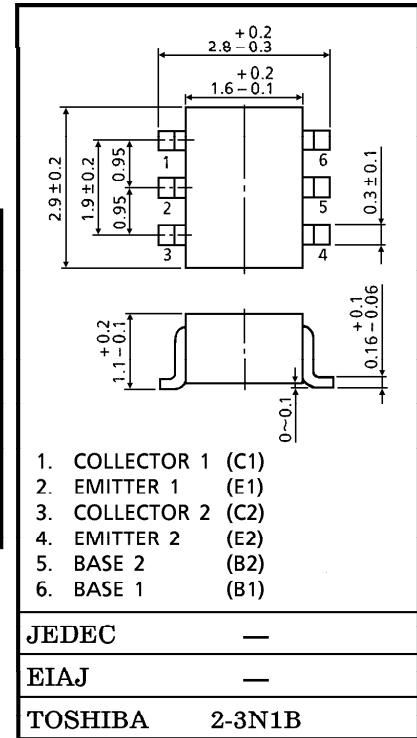 +0.2
2.8-0.3
+0.2
1.6-0.1
2.9±0.2
1.9±0.2
0.95
0.95
1
2
3
6
5
4
0.3±0.1
+0.2
1.1-0.1
+0.1
0.16-0.06
0~0.1
1. COLLECTOR 1 (C1)
2. EMITTER 1 (E1)
3. COLLECTOR 2 (C2)
4. EMITTER 2 (E2)
5. BASE 2 (B2)
6. BASE 1 (B1)
JEDEC —
EIAJ —
TOSHIBA 2-3N1B